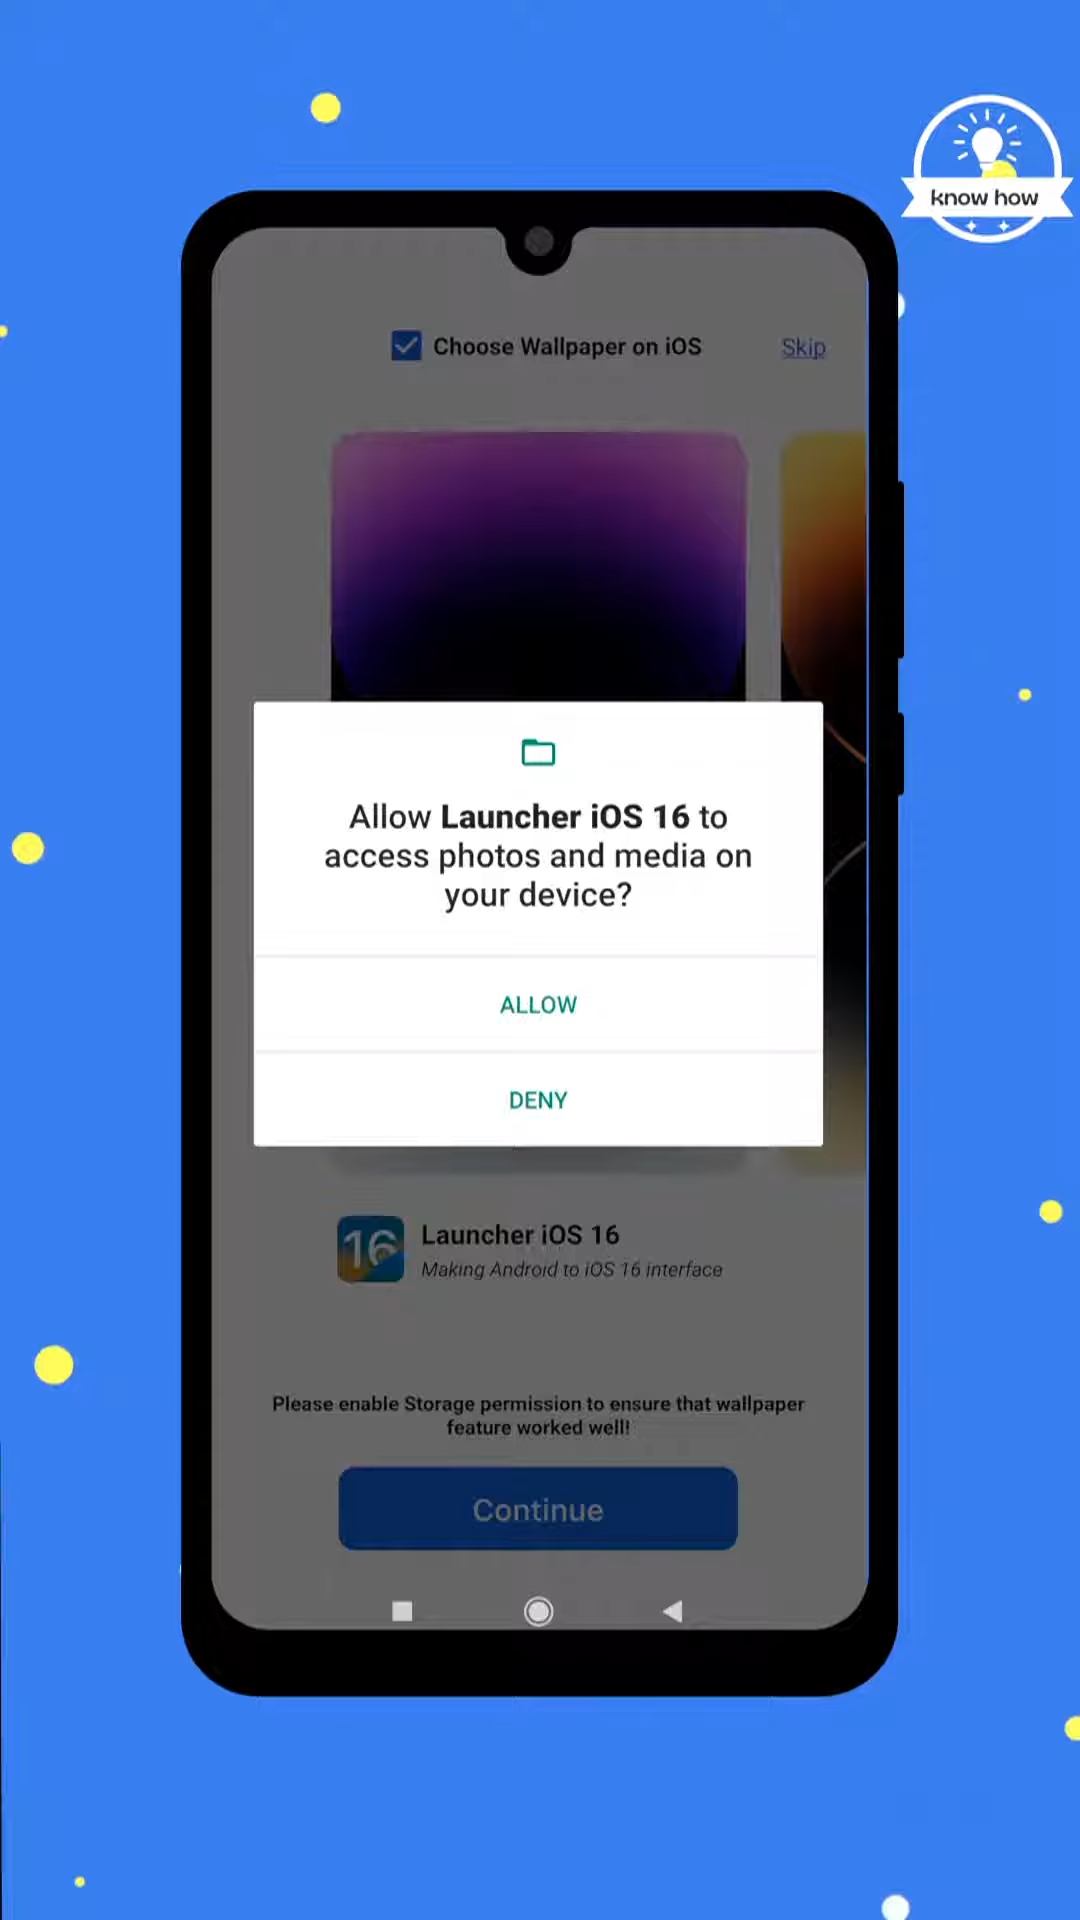 know how
Choose Wallpaper on iOS
Skip
Allow Launcher iOS 16 to
access photos and media on
your device?
ALLOW
DENY
16
Launcher iOS 16
Making Android to iOS 16 interface
Please enable Storage permission to ensure that wallpaper
feature worked well!
Continue